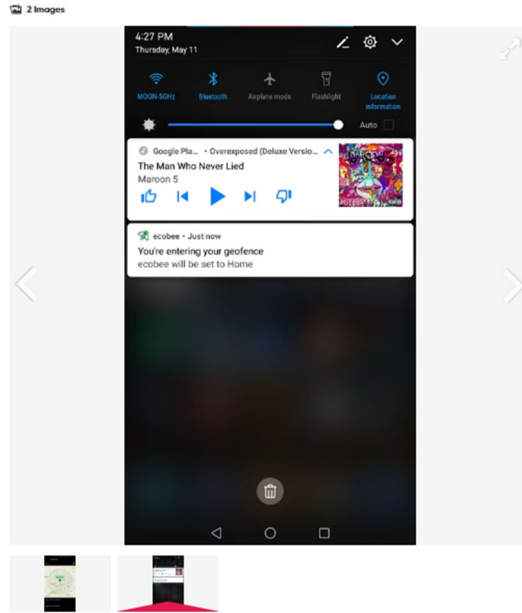 2 Images
4:27 PM
Thursday, May 11
MOON-5GHz
Bluetooth
Airplane mode
Flashlight
Location
information
Auto
Google Pla... • Overexposed (Deluxe Versio...
The Man Who Never Lied
Maroon 5
ecobee • Just now
You're entering your geofence
ecobee will be set to Home